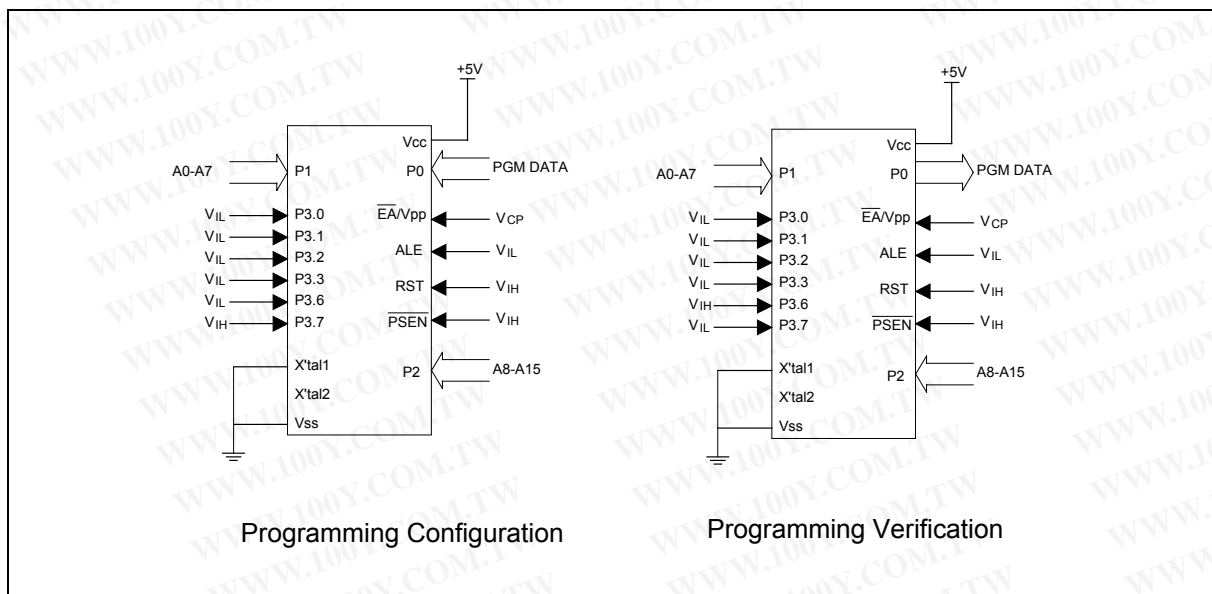 +5V
Vcc
A0-A7
P1
P0
PGM DATA
VIL
P3.0
EA/Vpp
VCP
VIL
P3.1
VIL
P3.2
ALE
VIL
VIL
P3.3
RST
VIH
VIL
P3.6
VIH
P3.7
PSEN
VIH
X'tal1
P2
A8-A15
X'tal2
Vss
Programming Configuration
+5V
Vcc
A0-A7
P1
P0
PGM DATA
VIL
P3.0
EA/Vpp
VCP
VIL
P3.1
VIL
P3.2
ALE
VIL
VIL
P3.3
RST
VIH
VIH
P3.6
VIL
P3.7
PSEN
VIH
X'tal1
P2
A8-A15
X'tal2
Vss
Programming Verification
WWW.100Y.COM.TW